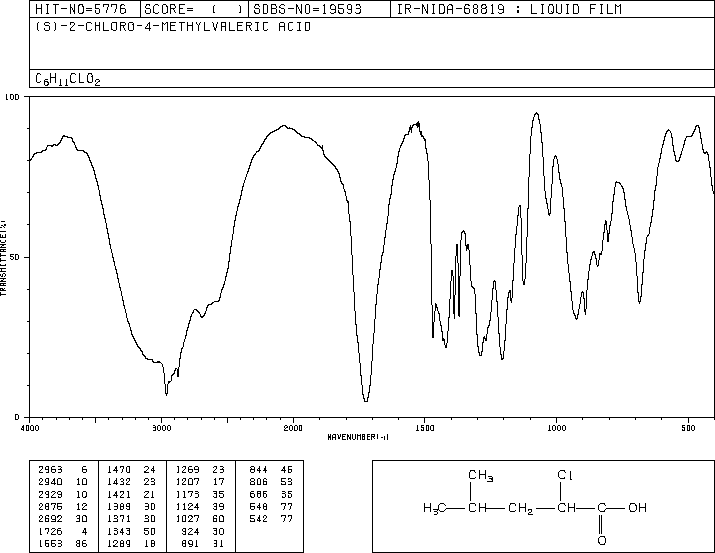 HIT-NO=5776 SCORE= ( ) SDBS-NO=19593 IR-NIDA-68819 : LIQUID FILM
(S)-2-CHLORO-4-METHYLVALERIC ACID
C6H11CLO2
100
TRANSMITTANCE(%)
50
0
4000 3000 2000 1500 1000 500
WAVENUMBER(-1)
2963 6 1470 24 1269 23 844 46
2940 10 1432 23 1207 17 806 53
2929 10 1421 21 1173 35 686 35
2875 12 1389 30 1124 39 548 77
2692 30 1371 30 1027 60 542 77
1726 4 1343 50 924 30
1553 86 1289 18 891 31
CH3 Cl
H3C—CH—CH2—CH—C—OH
O